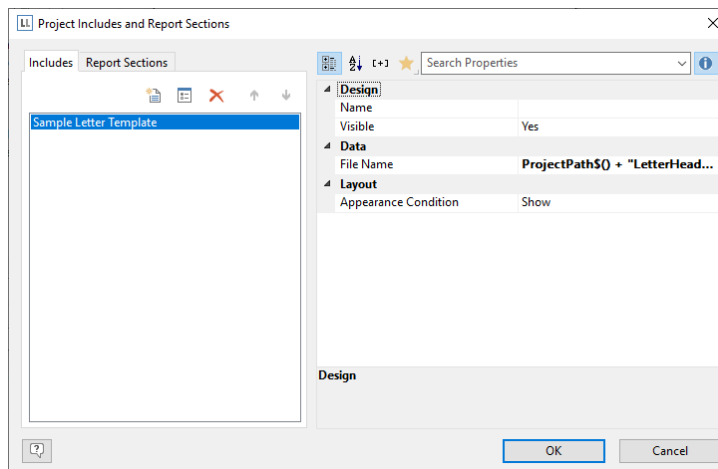 LL Project Includes and Report Sections
Includes Report Sections
Search Properties
Sample Letter Template
Design
Name
Visible Yes
Data
File Name ProjectPath$() + "LetterHead...
Layout
Appearance Condition Show
Design
OK Cancel